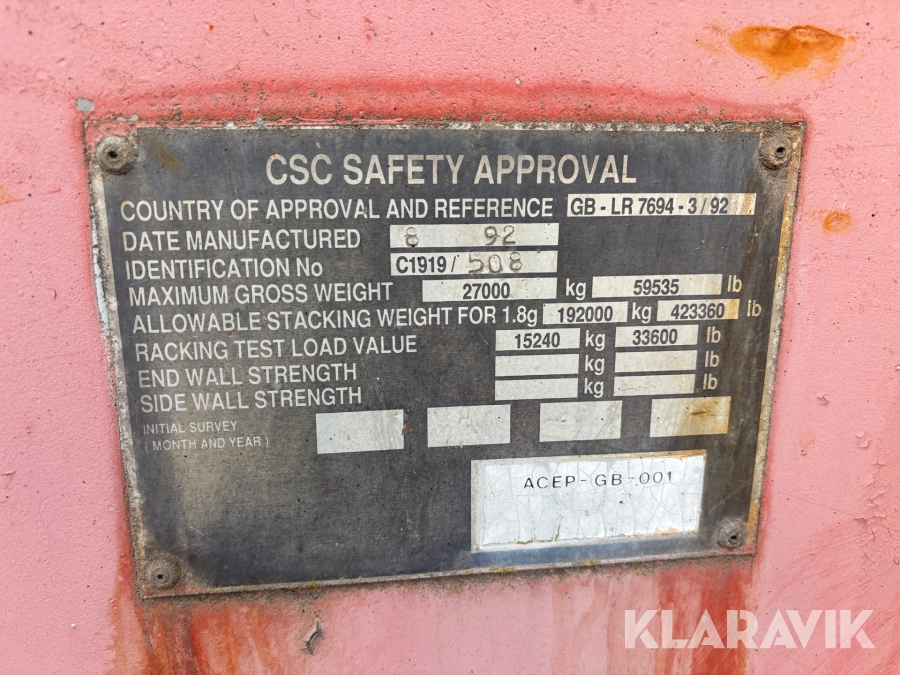 CSC SAFETY APPROVAL
COUNTRY OF APPROVAL AND REFERENCE GB - LR 7694 - 3 / 92
DATE MANUFACTURED 8 92
IDENTIFICATION No C1919 / 508
MAXIMUM GROSS WEIGHT 27000 kg 59535 lb
ALLOWABLE STACKING WEIGHT FOR 1.8g 192000 kg 423360 lb
RACKING TEST LOAD VALUE 15240 kg 33600 lb
END WALL STRENGTH kg lb
SIDE WALL STRENGTH kg lb
INITIAL SURVEY
( MONTH AND YEAR )
ACEP-GB-001
KLARAVIK